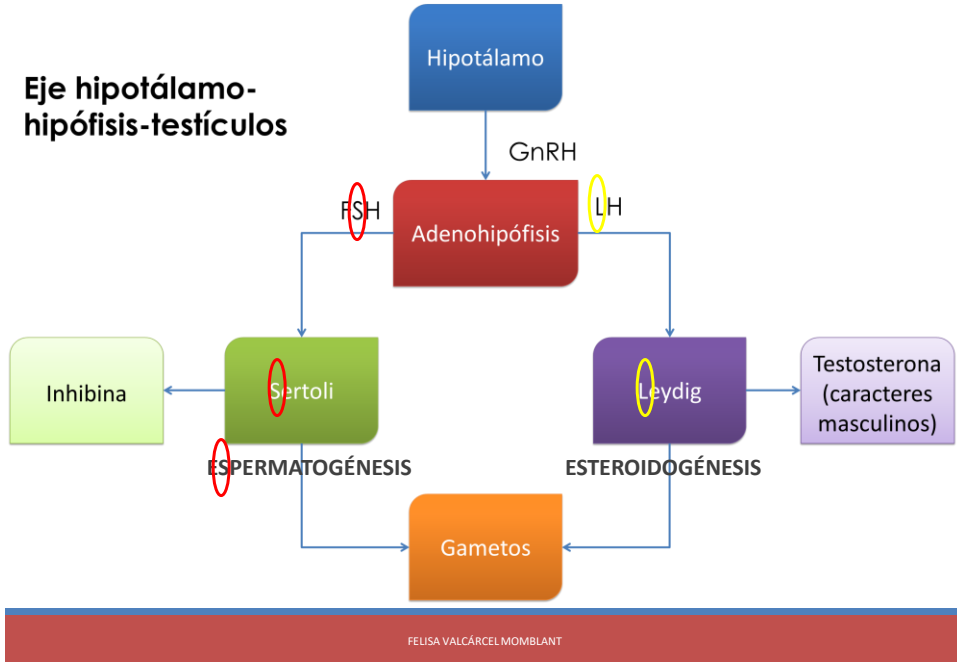 Hipotálamo
Eje hipotálamo-
hipófisis-testículos
GnRH
FSH
LH
Adenohipófisis
Inhibina
Sertoli
Leydig
Testosterona
(caracteres
masculinos)
ESPERMATOGÉNESIS
ESTEROIDOGÉNESIS
Gametos
FELISA VALCÁRCEL MOMBLANT